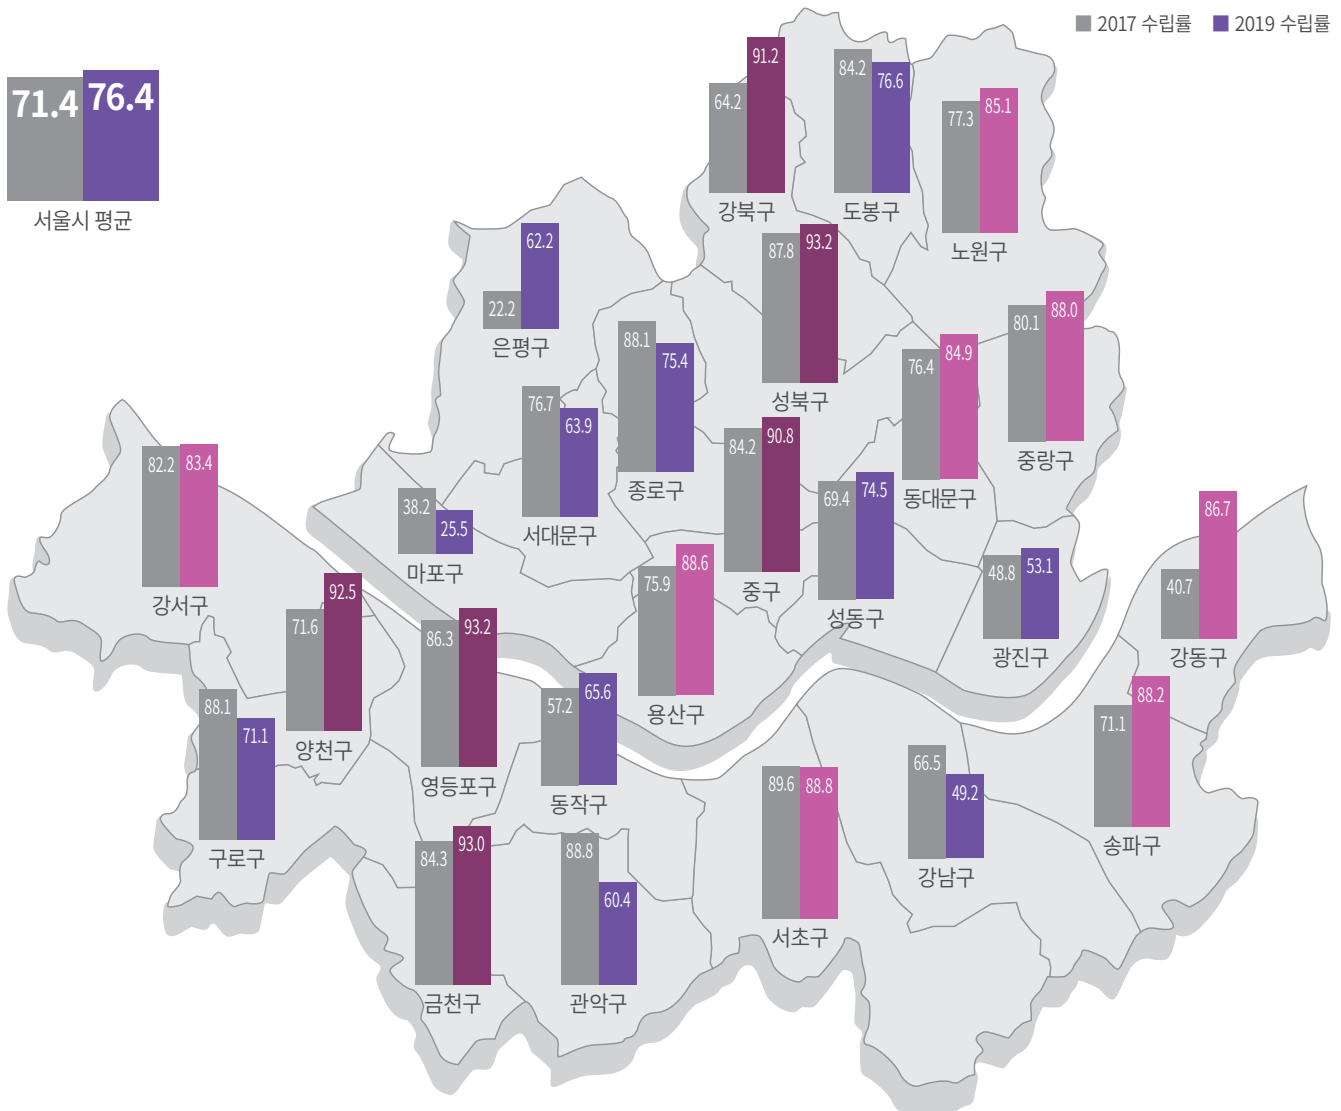 2017 수립률 2019 수립률
71.4 76.4
서울시 평균
64.2 91.2
강북구
84.2 76.6
도봉구
77.3 85.1
노원구
22.2 62.2
은평구
87.8 93.2
성북구
88.1 75.4
종로구
80.1 88.0
중랑구
76.4 84.9
동대문구
76.7 63.9
서대문구
84.2 90.8
중구
82.2 83.4
강서구
38.2 25.5
마포구
69.4 74.5
성동구
48.8 53.1
광진구
40.7 86.7
강동구
71.6 92.5
양천구
86.3 93.2
영등포구
75.9 88.6
용산구
57.2 65.6
동작구
88.1 71.1
구로구
71.1 88.2
송파구
66.5 49.2
강남구
89.6 88.8
서초구
84.3 93.0
금천구
88.8 60.4
관악구